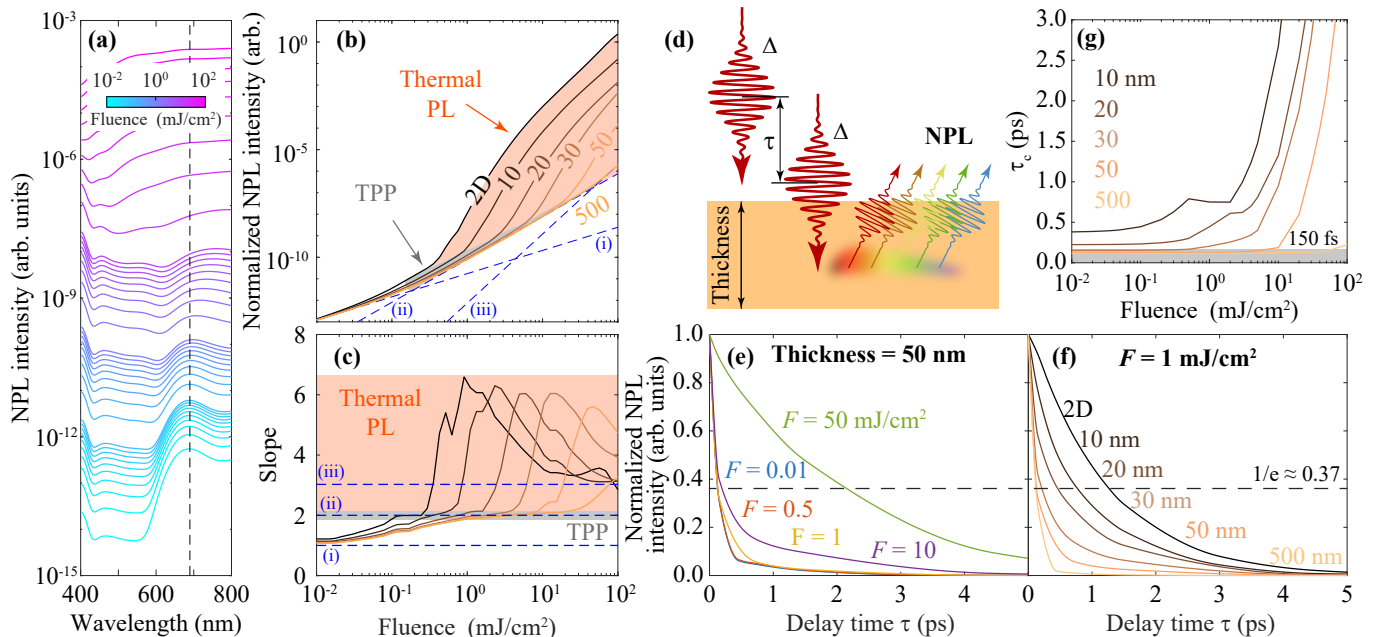 (a)
NPL intensity (arb. units)
10⁻³
10⁻⁶
10⁻⁹
10⁻¹²
10⁻¹⁵
10⁻² 10⁰ 10²
Fluence (mJ/cm²)
400 600 800
Wavelength (nm)
(b)
Normalized NPL intensity (arb.)
10⁰
10⁻⁵
10⁻¹⁰
Thermal
PL
TPP
2D
10
20
30
50
500
(i)
(ii)
(iii)
(c)
Slope
8
6
4
2
0
Thermal
PL
(iii)
(ii)
(i)
TPP
10⁻² 10⁻¹ 10⁰ 10¹ 10²
Fluence (mJ/cm²)
(d)
Δ
τ
Δ
NPL
Thickness
(g)
τc (ps)
3.0
2.5
2.0
1.5
1.0
0.5
0.0
10 nm
20
30
50
500
150 fs
10⁻² 10⁻¹ 10⁰ 10¹ 10²
Fluence (mJ/cm²)
(e)
Thickness = 50 nm
Normalized NPL
intensity (arb. units)
1.0
0.8
0.6
0.4
0.2
0.0
F = 50 mJ/cm²
F = 0.01
F = 0.5
F = 1
F = 10
0 1 2 3 4
Delay time τ (ps)
(f)
F = 1 mJ/cm²
2D
10 nm
20 nm
30 nm
50 nm
500 nm
1/e ≈ 0.37
0 1 2 3 4 5
Delay time τ (ps)